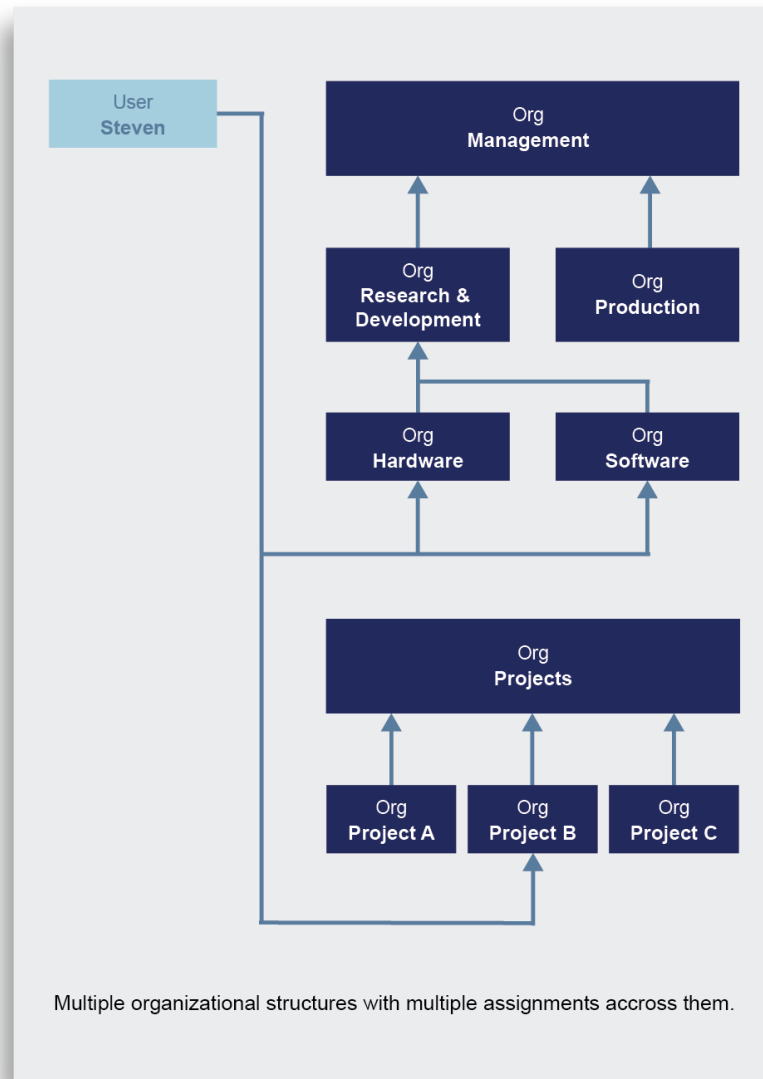 User
Steven
Org
Management
Org
Research &
Development
Org
Production
Org
Hardware
Org
Software
Org
Projects
Org
Project A
Org
Project B
Org
Project C
Multiple organizational structures with multiple assignments accross them.